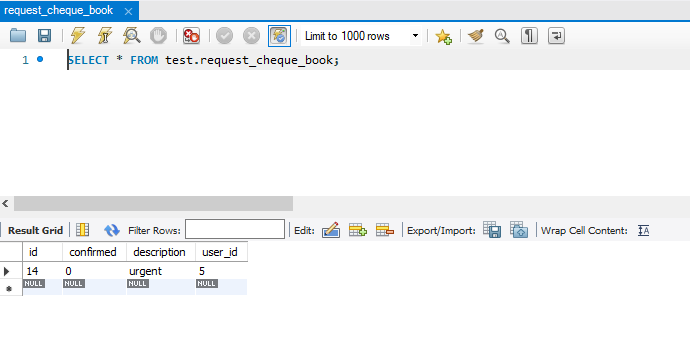 request_cheque_book ×
Limit to 1000 rows
1 SELECT * FROM test.request_cheque_book;
Result Grid Filter Rows: Edit: Export/Import: Wrap Cell Content: IA
id confirmed description user_id
14 0 urgent 5
NULL NULL NULL NULL